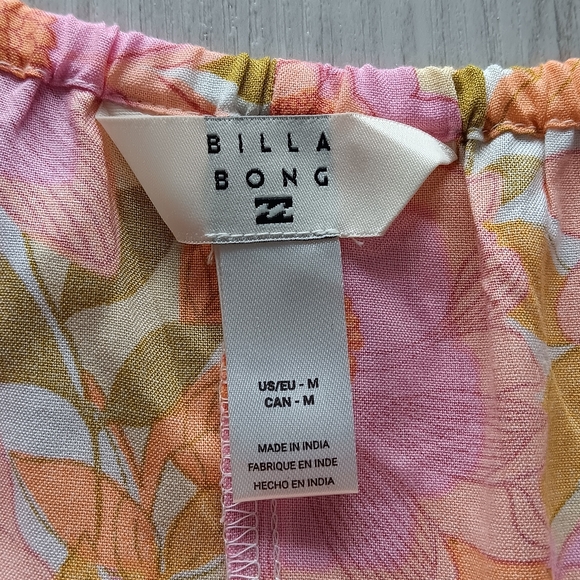 BILLA
BONG
US/EU - M
CAN - M
MADE IN INDIA
FABRIQUE EN INDE
HECHO EN INDIA